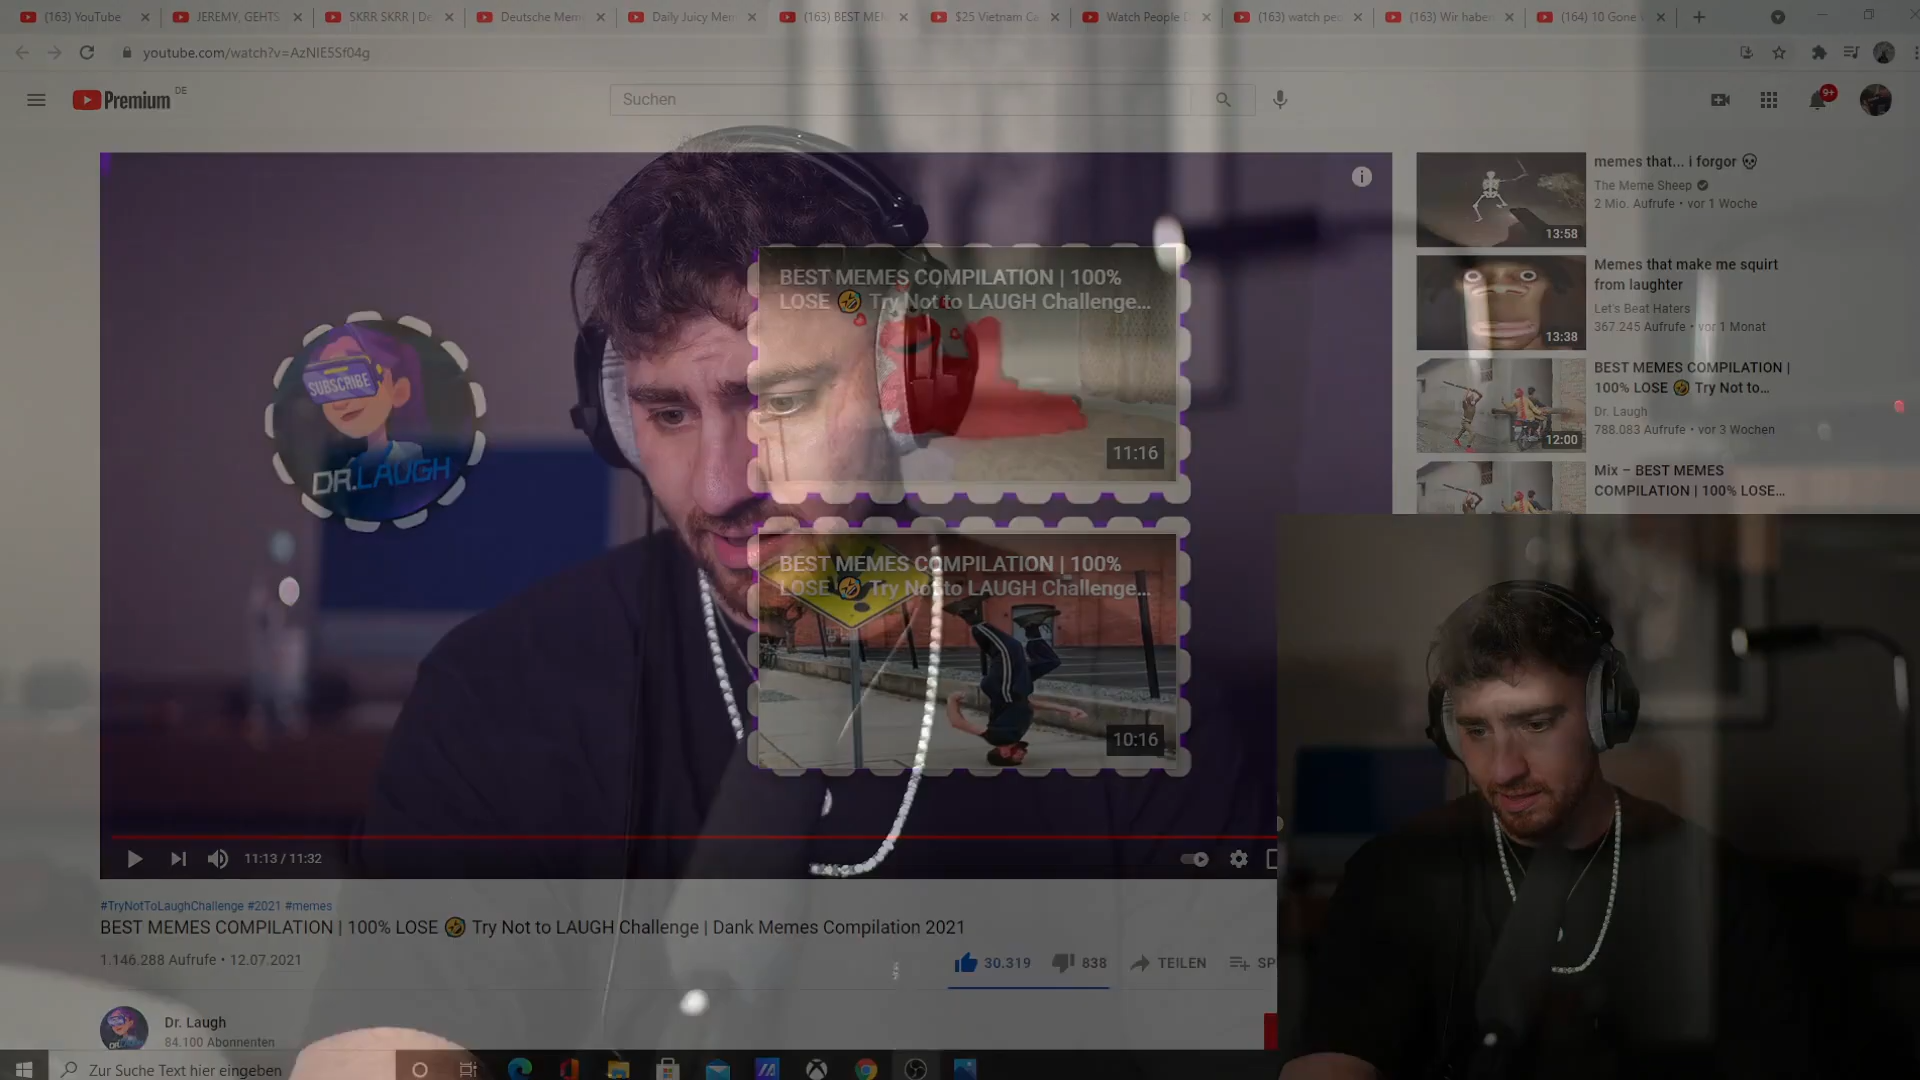 (163) YouTube
JEREMY, GEHTS
SKRR SKRR | De
Deutsche Mem
Daily Juicy Mem
(163) BEST MEM
$25 Vietnam Ca
Watch People D
(163) watch peo
(163) Wir haben
(164) 10 Gone
youtube.com/watch?v=AzNIE5Sf04g
Premium DE
Suchen
9+
SUBSCRIBE
DR.LAUGH
BEST MEMES COMPILATION | 100%
LOSE 🤣 Try Not to LAUGH Challenge...
11:16
BEST MEMES COMPILATION | 100%
LOSE 🤣 Try Not to LAUGH Challenge...
10:16
11:13 / 11:32
memes that... i forgor 💀
The Meme Sheep
2 Mio. Aufrufe • vor 1 Woche
13:58
Memes that make me squirt
from laughter
Let's Beat Haters
367.245 Aufrufe • vor 1 Monat
13:38
BEST MEMES COMPILATION |
100% LOSE 🤣 Try Not to...
Dr. Laugh
788.083 Aufrufe • vor 3 Wochen
12:00
Mix – BEST MEMES
COMPILATION | 100% LOSE...
#TryNotToLaughChallenge #2021 #memes
BEST MEMES COMPILATION | 100% LOSE 🤣 Try Not to LAUGH Challenge | Dank Memes Compilation 2021
1.146.288 Aufrufe • 12.07.2021
30.319
838
TEILEN
SP
Dr. Laugh
84.100 Abonnenten
Zur Suche Text hier eingeben